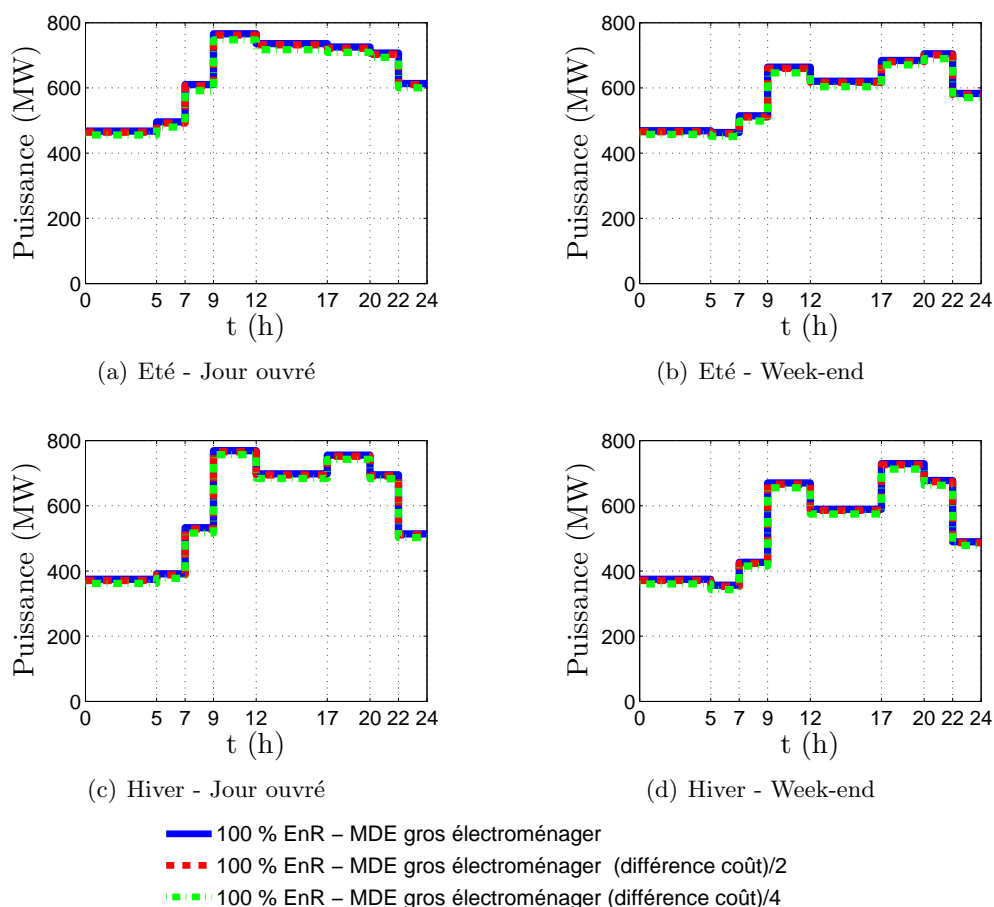 Puissance (MW)
800
600
400
200
0
0 5 7 9 12 17 20 22 24
t (h)
(a) Eté - Jour ouvré
Puissance (MW)
800
600
400
200
0
0 5 7 9 12 17 20 22 24
t (h)
(b) Eté - Week-end
Puissance (MW)
800
600
400
200
0
0 5 7 9 12 17 20 22 24
t (h)
(c) Hiver - Jour ouvré
Puissance (MW)
800
600
400
200
0
0 5 7 9 12 17 20 22 24
t (h)
(d) Hiver - Week-end
100 % EnR − MDE gros électroménager
100 % EnR − MDE gros électroménager (différence coût)/2
100 % EnR − MDE gros électroménager (différence coût)/4